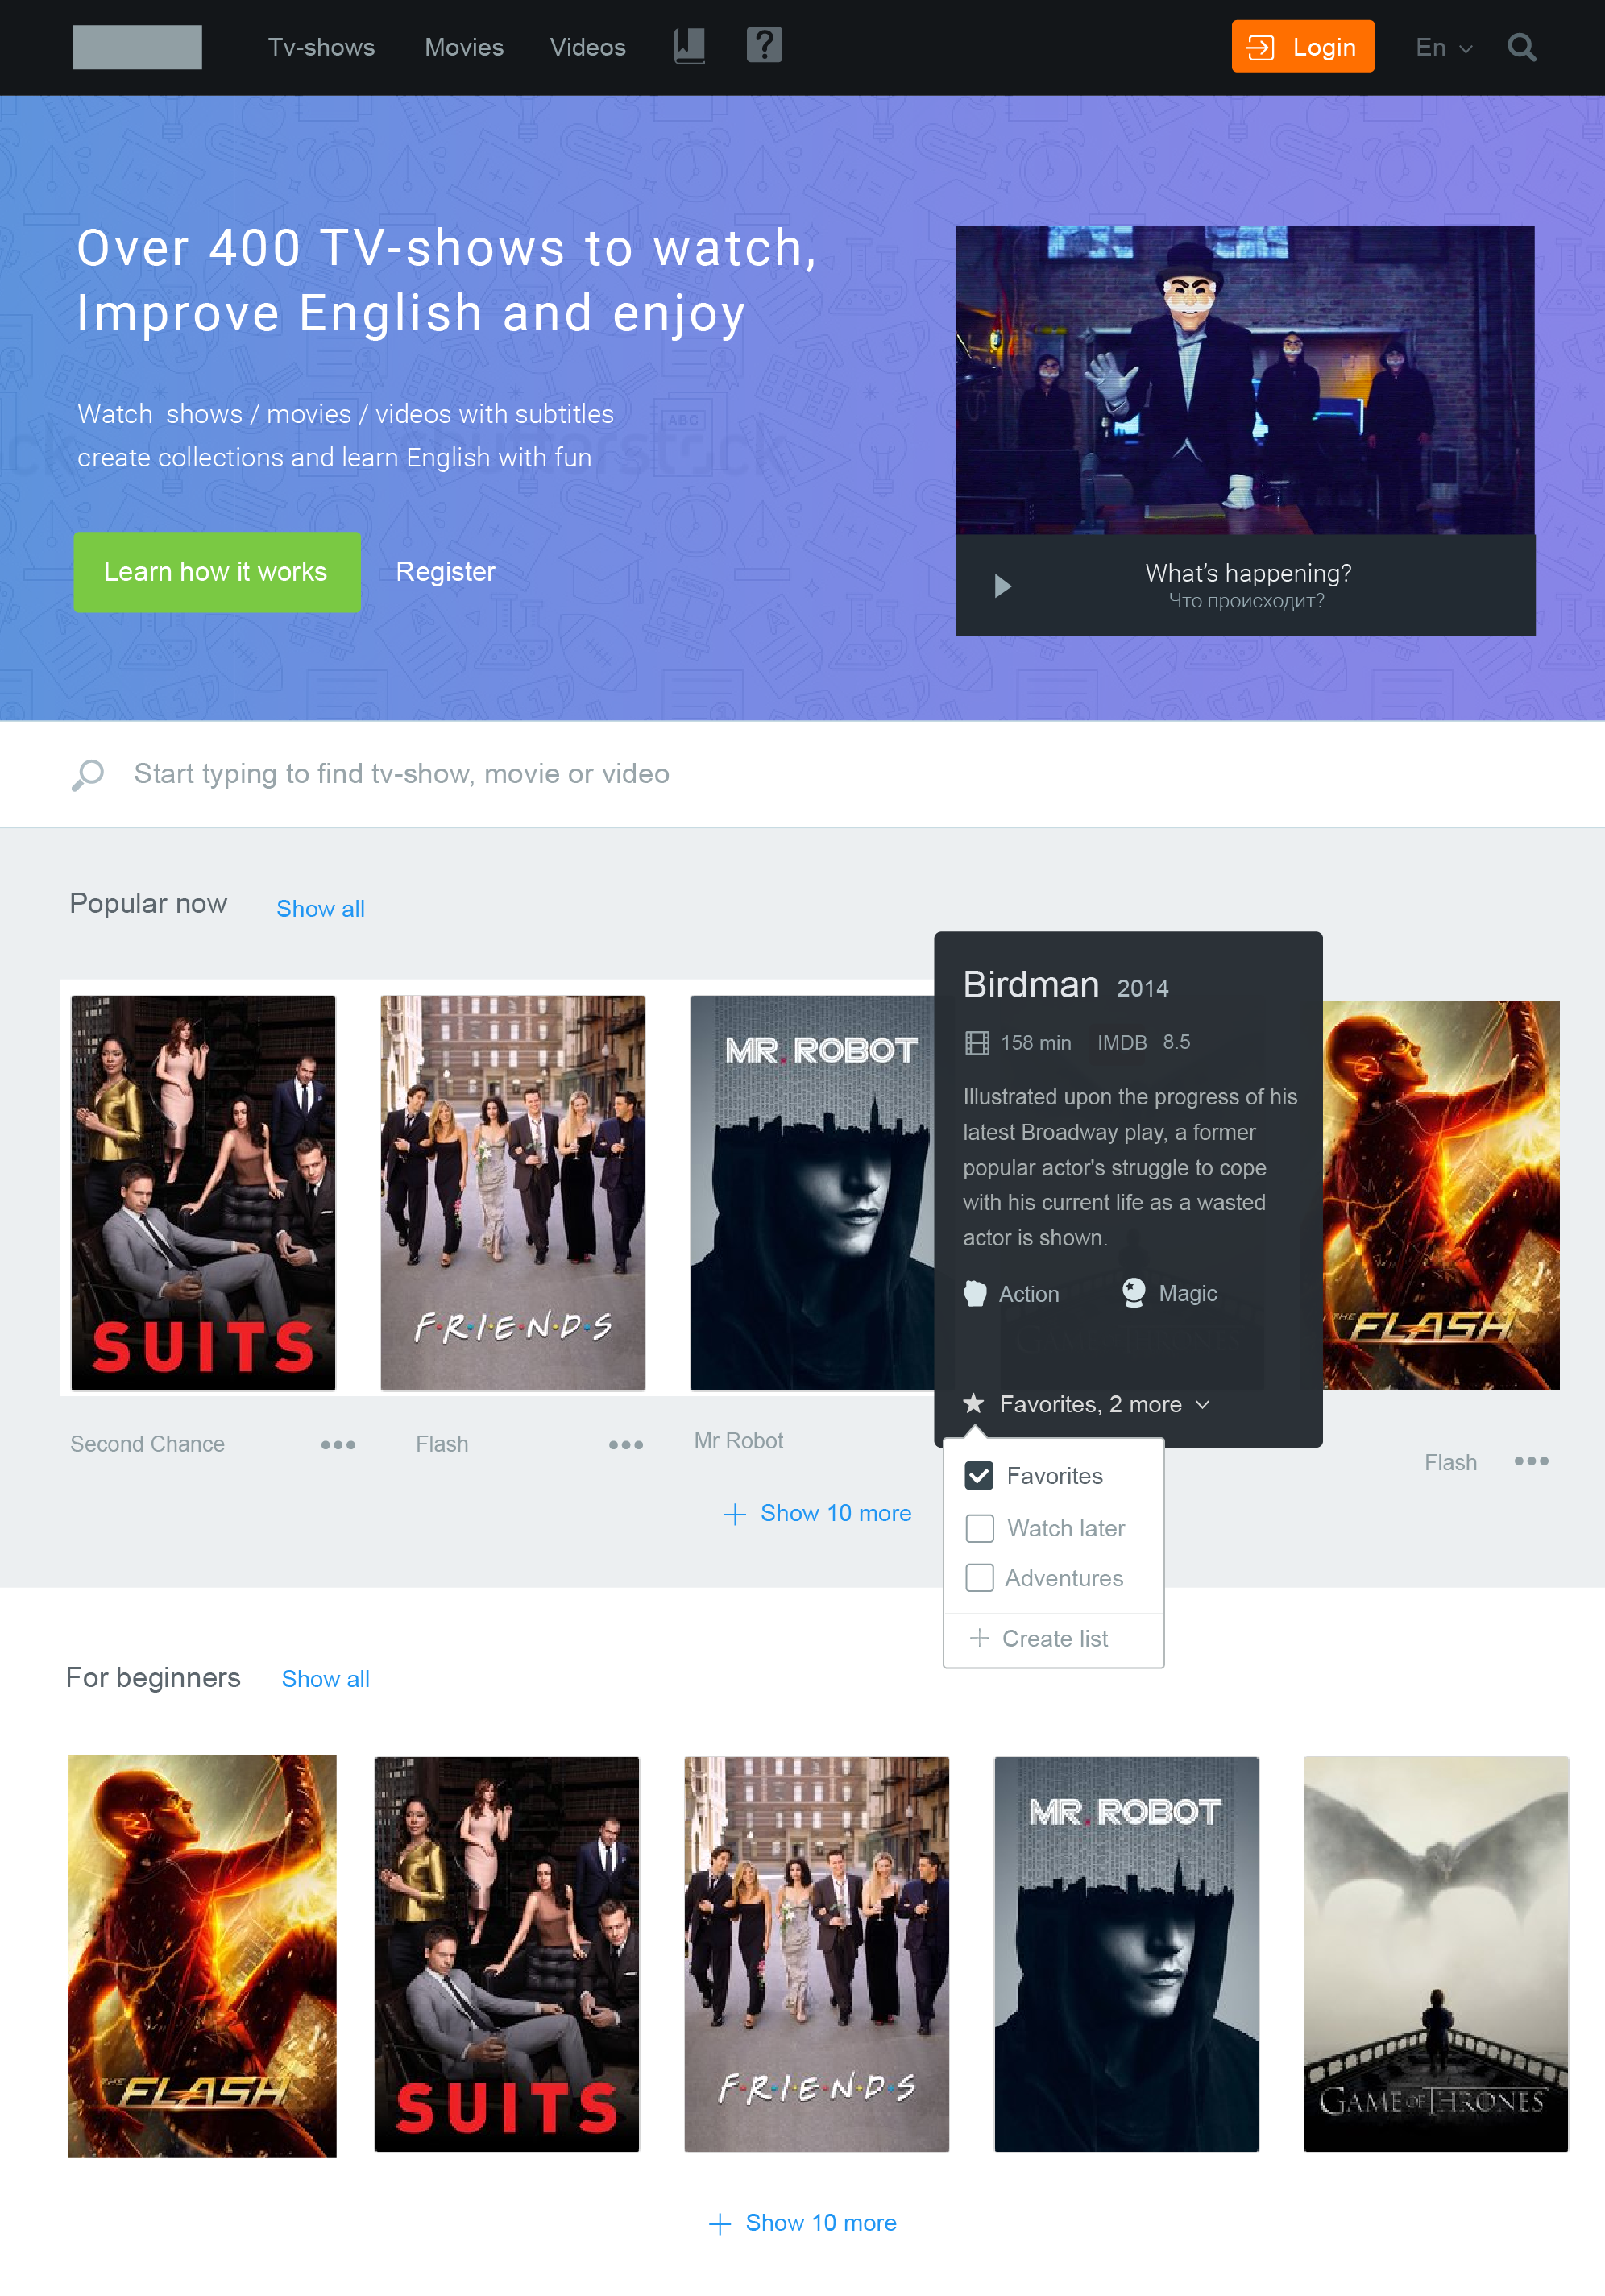 Tv-shows
Movies
Videos
?
Login
En
Over 400 TV-shows to watch,
Improve English and enjoy
Watch shows / movies / videos with subtitles
create collections and learn English with fun
ABC
Learn how it works
Register
What's happening?
Что происходит?
Start typing to find tv-show, movie or video
Popular now
Show all
SUITS
F·R·I·E·N·D·S
MR. ROBOT
Birdman 2014
158 min IMDB 8.5
Illustrated upon the progress of his
latest Broadway play, a former
popular actor's struggle to cope
with his current life as a wasted
actor is shown.
Action
Magic
Favorites, 2 more
THE FLASH
Second Chance
Flash
Mr Robot
Flash
Favorites
Watch later
Adventures
Create list
Show 10 more
For beginners
Show all
THE FLASH
SUITS
F·R·I·E·N·D·S
MR. ROBOT
GAME OF THRONES
Show 10 more